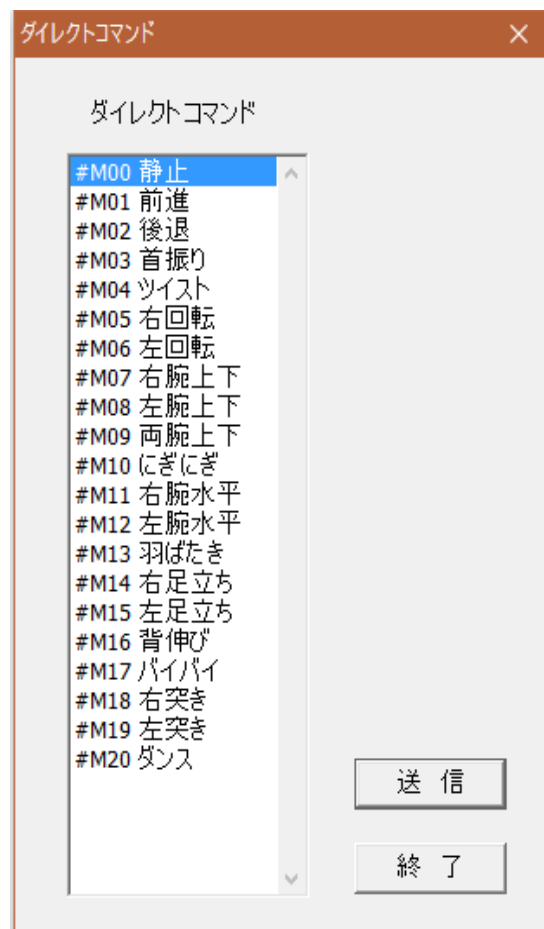 ダイレクトコマンド
ダイレクトコマンド
#M00 静止
#M01 前進
#M02 後退
#M03 首振り
#M04 ツイスト
#M05 右回転
#M06 左回転
#M07 右腕上下
#M08 左腕上下
#M09 両腕上下
#M10 にぎにぎ
#M11 右腕水平
#M12 左腕水平
#M13 羽ばたき
#M14 右足立ち
#M15 左足立ち
#M16 背伸び
#M17 バイバイ
#M18 右突き
#M19 左突き
#M20 ダンス
送 信
終 了